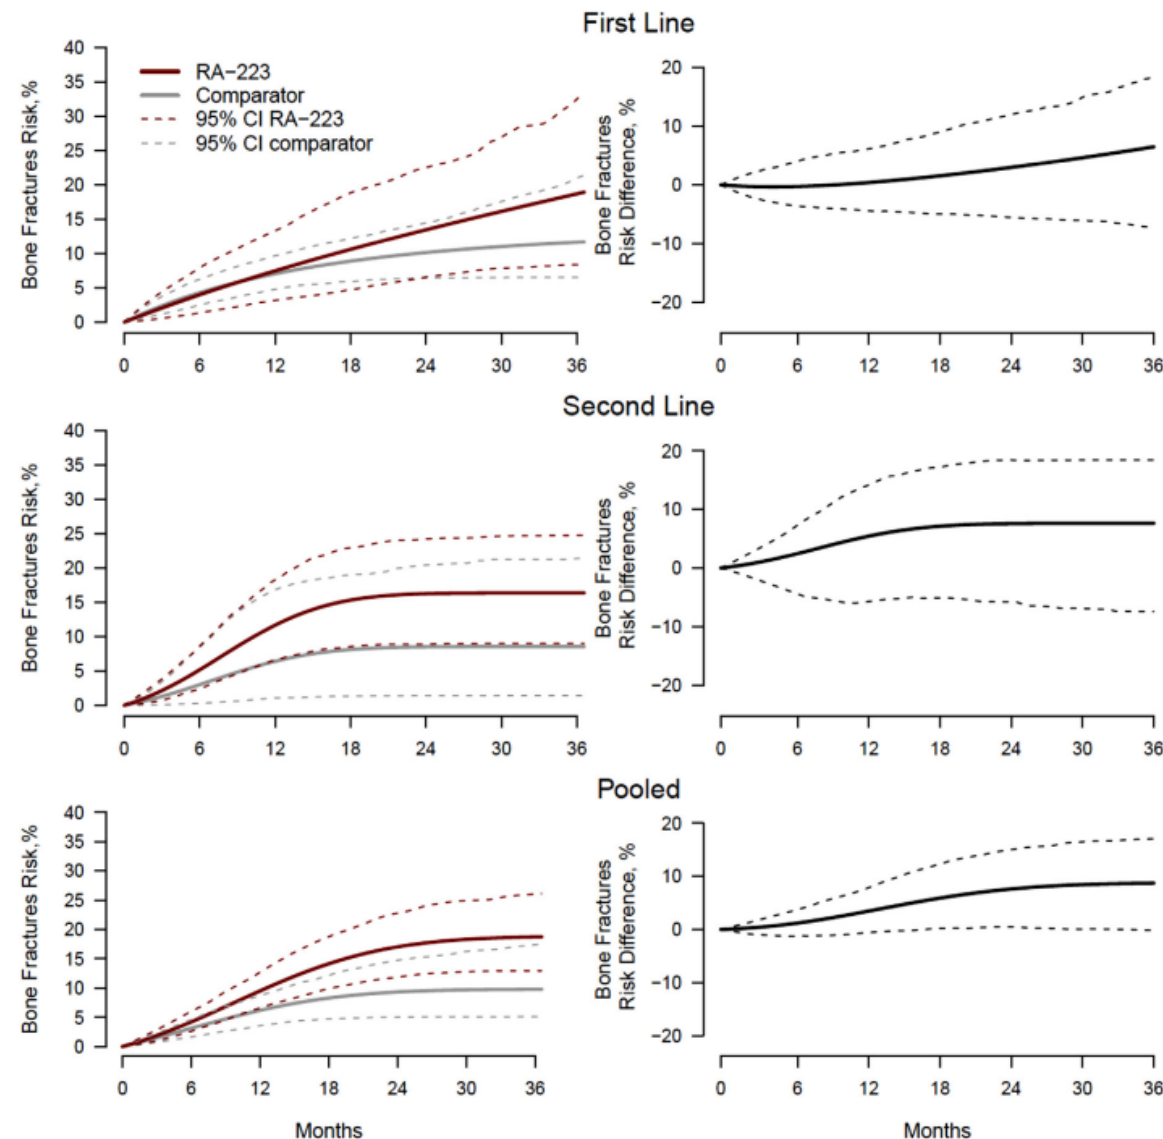 First Line
Bone Fractures Risk,%
40
35
30
25
20
15
10
5
0
RA−223
Comparator
95% CI RA−223
95% CI comparator
0 6 12 18 24 30 36
Bone Fractures
Risk Difference, %
20
10
0
−10
−20
0 6 12 18 24 30 36
Second Line
Bone Fractures Risk,%
40
35
30
25
20
15
10
5
0
0 6 12 18 24 30 36
Bone Fractures
Risk Difference, %
20
10
0
−10
−20
0 6 12 18 24 30 36
Pooled
Bone Fractures Risk,%
40
35
30
25
20
15
10
5
0
0 6 12 18 24 30 36
Months
Bone Fractures
Risk Difference, %
20
10
0
−10
−20
0 6 12 18 24 30 36
Months